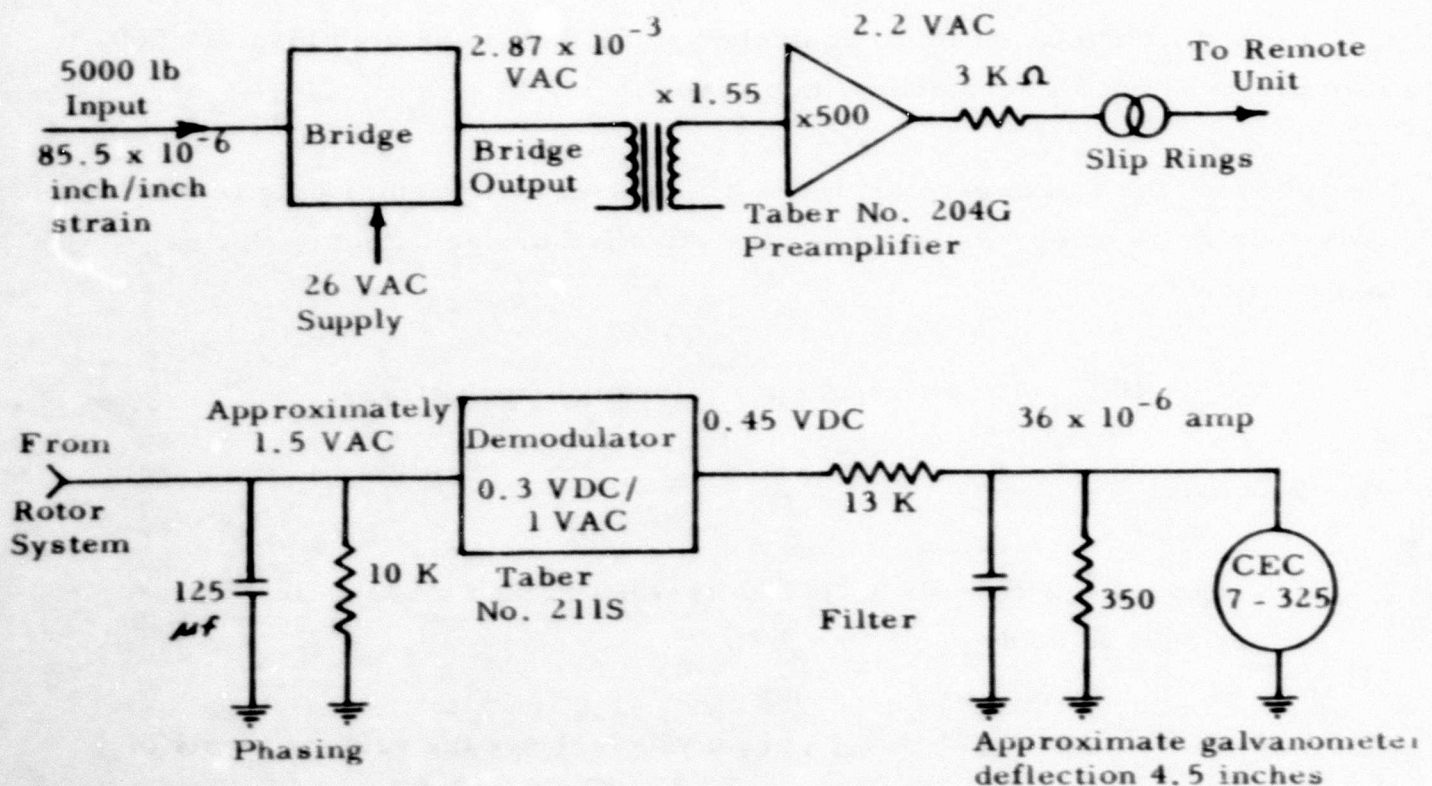 5000 lb
Input
85.5 x 10⁻⁶
inch/inch
strain
Bridge
26 VAC
Supply
2.87 x 10⁻³
VAC
Bridge
Output
x 1.55
2.2 VAC
x500
Taber No. 204G
Preamplifier
3 K Ω
Slip Rings
To Remote
Unit
From
Rotor
System
Approximately
1.5 VAC
125
μf
10 K
Phasing
Demodulator
0.3 VDC/
1 VAC
Taber
No. 211S
0.45 VDC
13 K
Filter
36 x 10⁻⁶ amp
350
CEC
7 - 325
Approximate galvanometer
deflection 4.5 inches